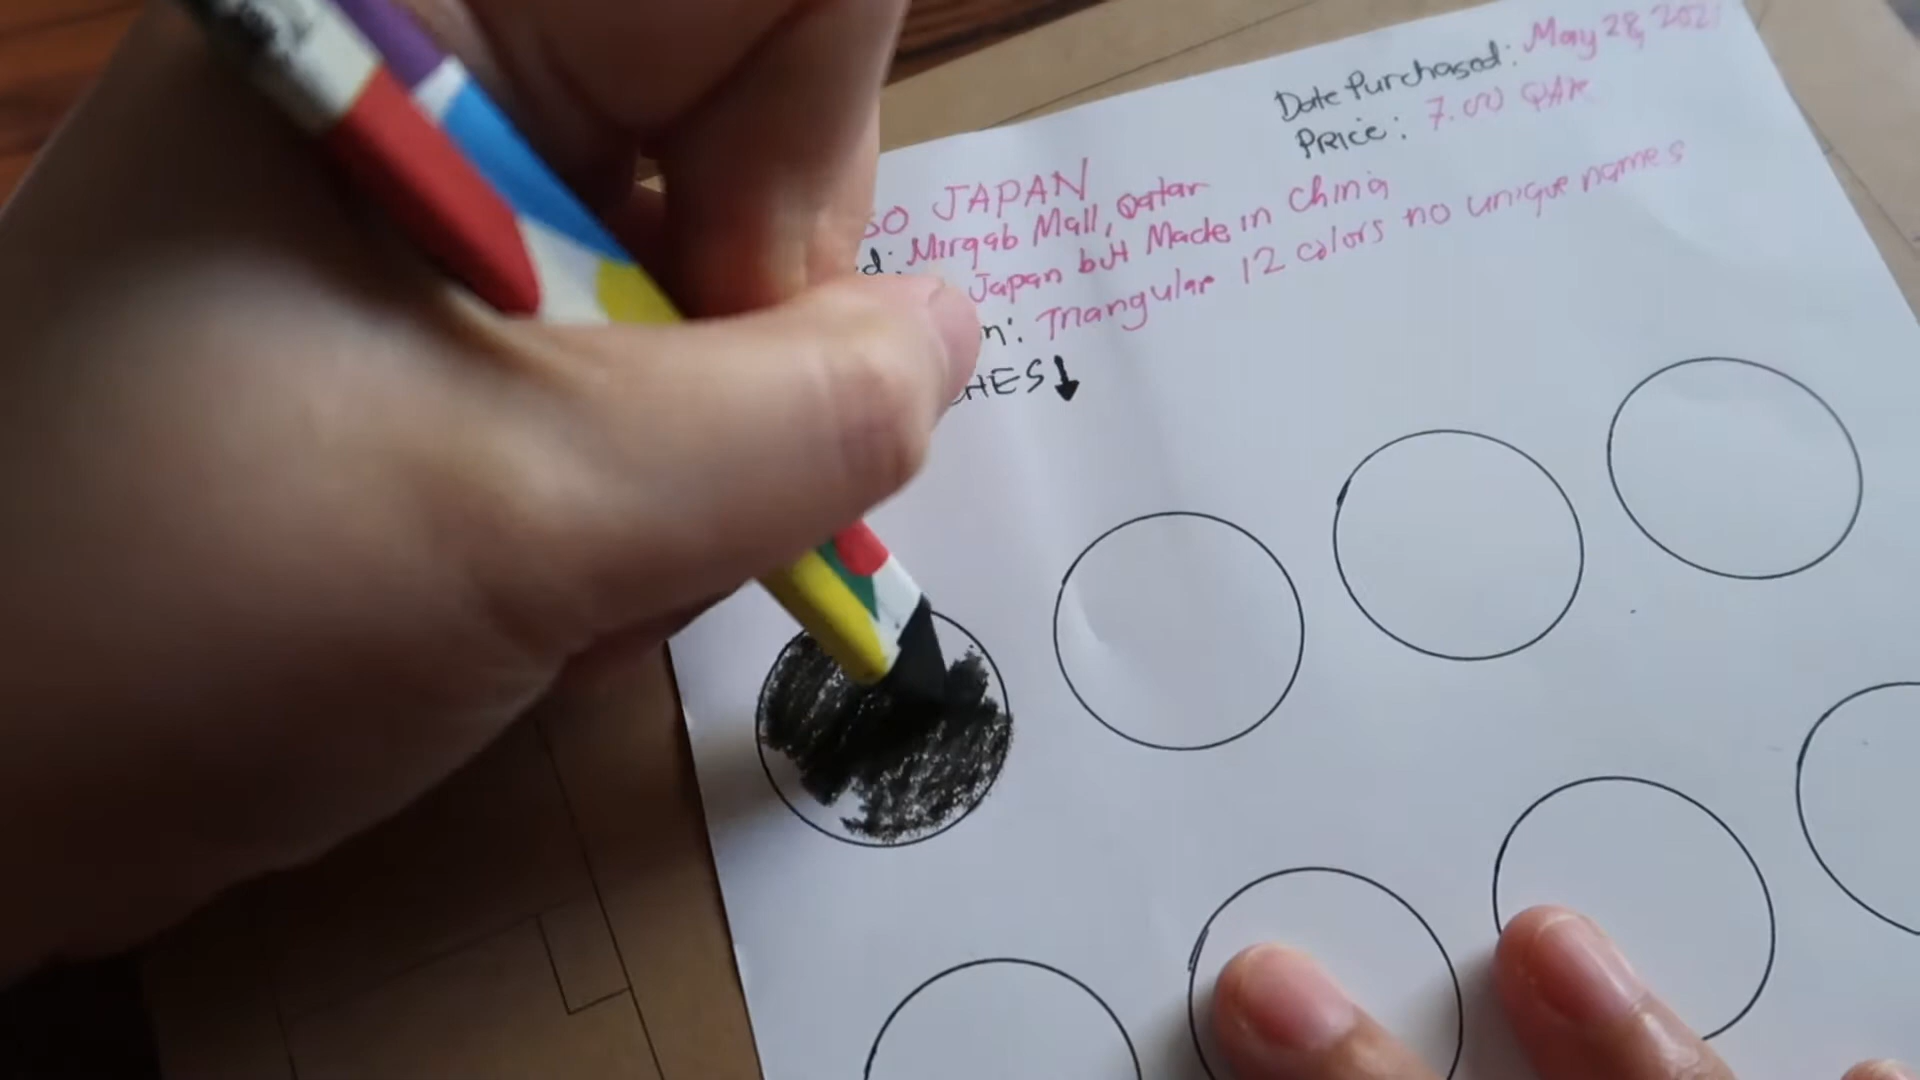 Date Purchased: May 28, 2021
Price: 7.00 QAR
SO JAPAN
d: Mirqab Mall, Qatar
Japan but Made in China
n: Triangular 12 colors no unique names
CHES↓